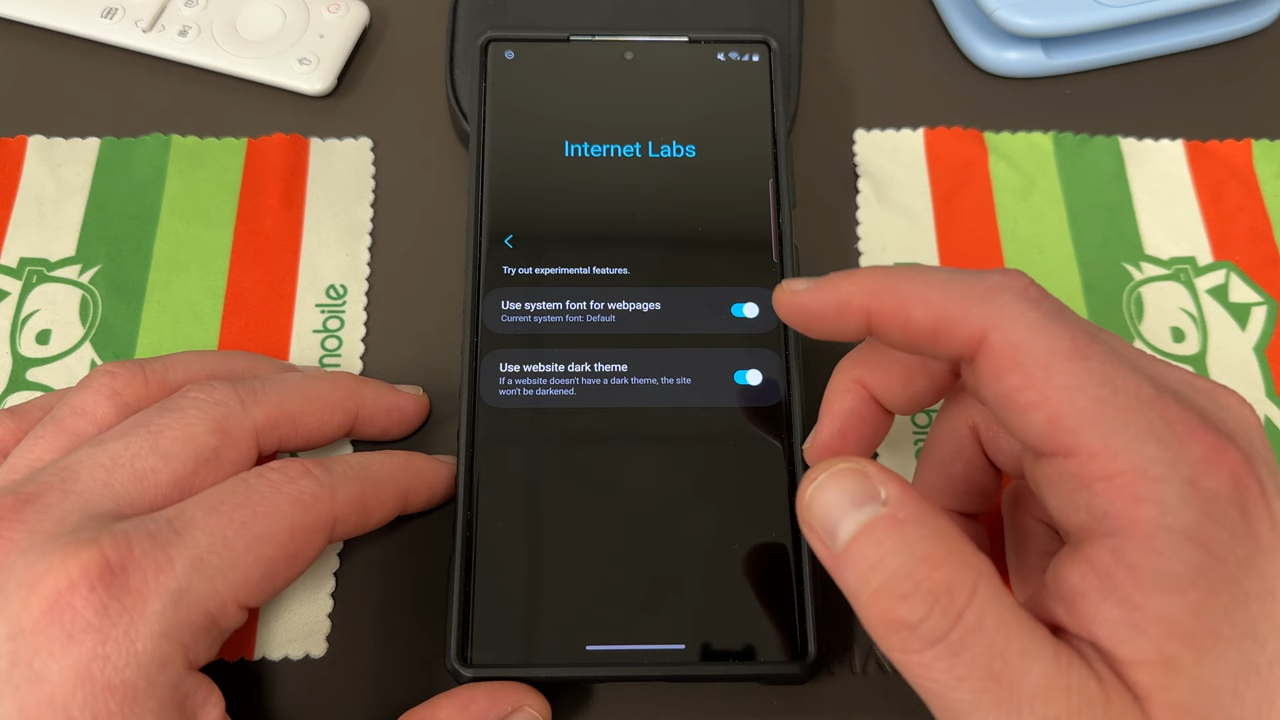 Internet Labs
Try out experimental features.
Use system font for webpages
Current system font: Default
Use website dark theme
If a website doesn't have a dark theme, the site
won't be darkened.
mobile